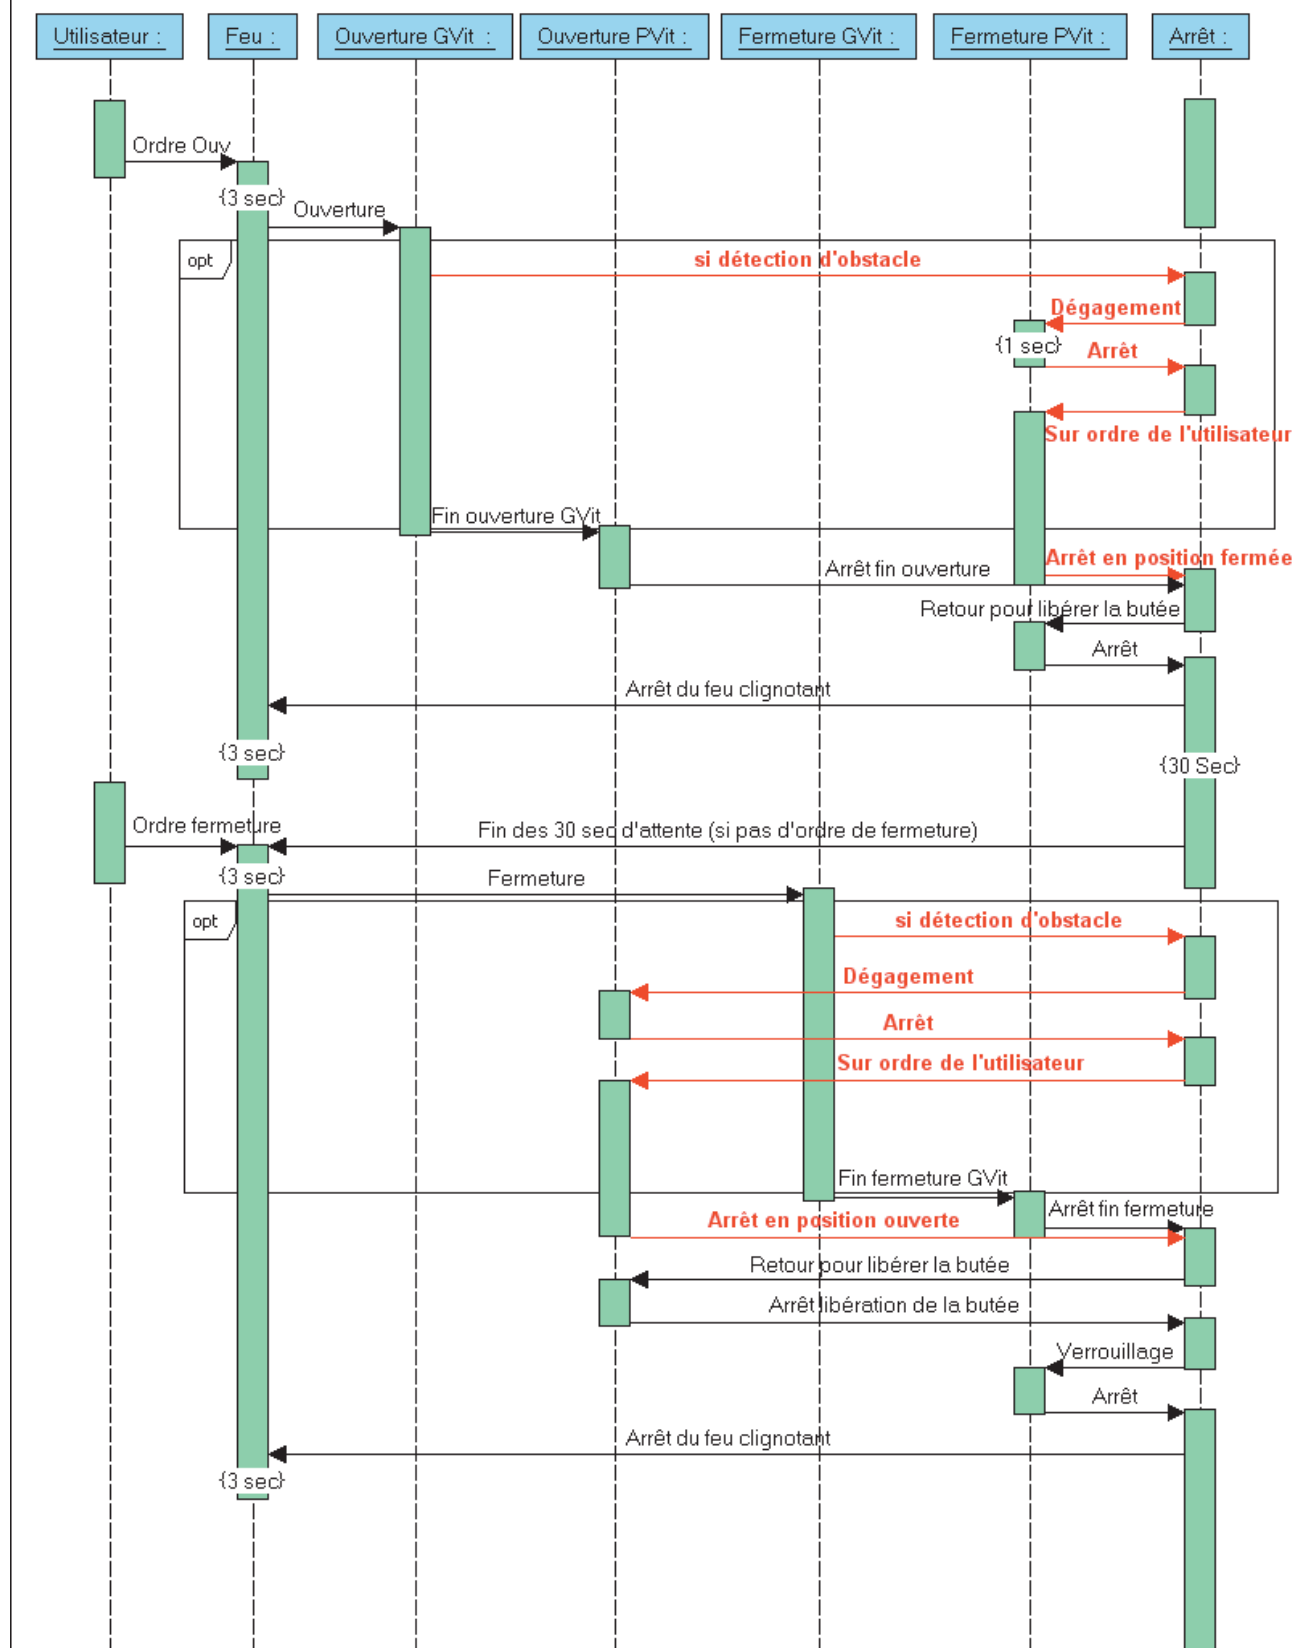 Utilisateur :
Feu :
Ouverture GVit :
Ouverture PVit :
Fermeture GVit :
Fermeture PVit :
Arrêt :
Ordre Ouv
{3 sec}
Ouverture
opt
si détection d'obstacle
Dégagement
{1 sec}
Arrêt
Sur ordre de l'utilisateur
Fin ouverture GVit
Arrêt en position fermée
Arrêt fin ouverture
Retour pour libérer la butée
Arrêt
Arrêt du feu clignotant
{3 sec}
{30 Sec}
Ordre fermeture
Fin des 30 sec d'attente (si pas d'ordre de fermeture)
{3 sec}
Fermeture
opt
si détection d'obstacle
Dégagement
Arrêt
Sur ordre de l'utilisateur
Fin fermeture GVit
Arrêt fin fermeture
Arrêt en position ouverte
Retour pour libérer la butée
Arrêt libération de la butée
Verrouillage
Arrêt
Arrêt du feu clignotant
{3 sec}